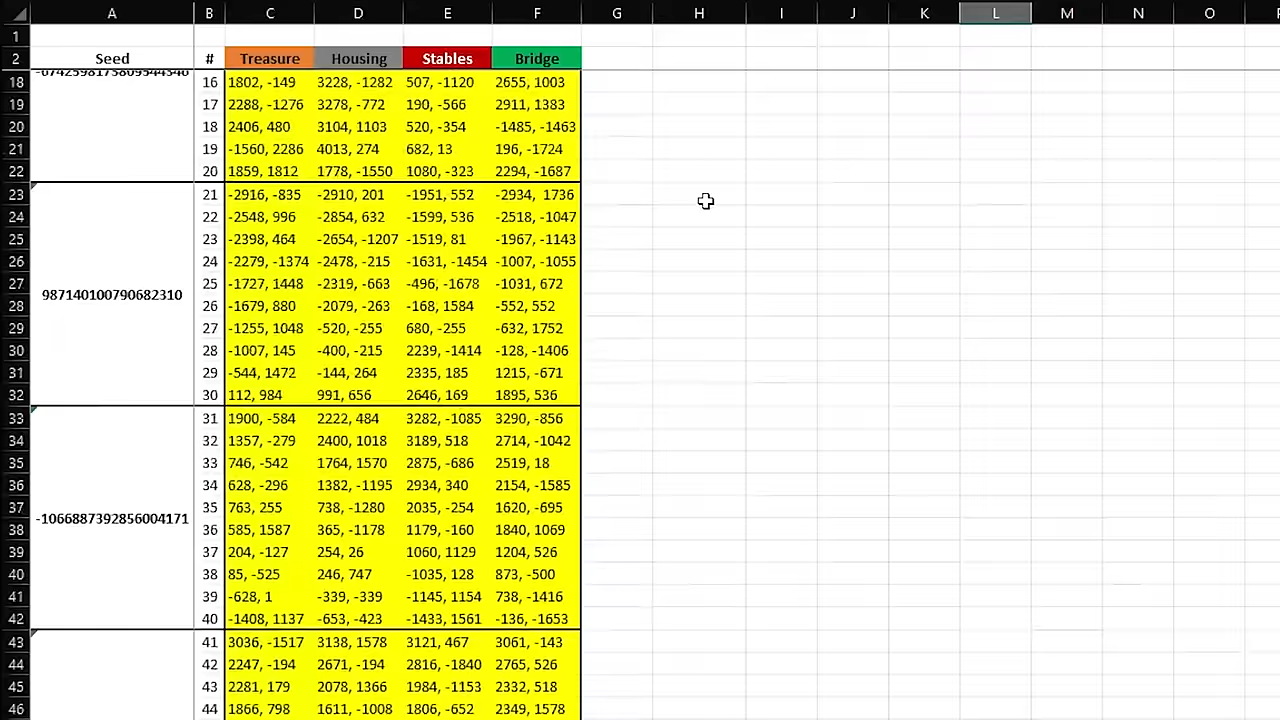 A B C D E F G H I J K L M N O
1
2 Seed # Treasure Housing Stables Bridge
18 16 1802, -149 3228, -1282 507, -1120 2655, 1003
19 17 2288, -1276 3278, -772 190, -566 2911, 1383
20 18 2406, 480 3104, 1103 520, -354 -1485, -1463
21 19 -1560, 2286 4013, 274 682, 13 196, -1724
22 20 1859, 1812 1778, -1550 1080, -323 2294, -1687
23 21 -2916, -835 -2910, 201 -1951, 552 -2934, 1736
24 22 -2548, 996 -2854, 632 -1599, 536 -2518, -1047
25 23 -2398, 464 -2654, -1207 -1519, 81 -1967, -1143
26 24 -2279, -1374 -2478, -215 -1631, -1454 -1007, -1055
27 25 -1727, 1448 -2319, -663 -496, -1678 -1031, 672
987140100790682310
28 26 -1679, 880 -2079, -263 -168, 1584 -552, 552
29 27 -1255, 1048 -520, -255 680, -255 -632, 1752
30 28 -1007, 145 -400, -215 2239, -1414 -128, -1406
31 29 -544, 1472 -144, 264 2335, 185 1215, -671
32 30 112, 984 991, 656 2646, 169 1895, 536
33 31 1900, -584 2222, 484 3282, -1085 3290, -856
34 32 1357, -279 2400, 1018 3189, 518 2714, -1042
35 33 746, -542 1764, 1570 2875, -686 2519, 18
36 34 628, -296 1382, -1195 2934, 340 2154, -1585
37 35 763, 255 738, -1280 2035, -254 1620, -695
-1066887392856004171
38 36 585, 1587 365, -1178 1179, -160 1840, 1069
39 37 204, -127 254, 26 1060, 1129 1204, 526
40 38 85, -525 246, 747 -1035, 128 873, -500
41 39 -628, 1 -339, -339 -1145, 1154 738, -1416
42 40 -1408, 1137 -653, -423 -1433, 1561 -136, -1653
43 41 3036, -1517 3138, 1578 3121, 467 3061, -143
44 42 2247, -194 2671, -194 2816, -1840 2765, 526
45 43 2281, 179 2078, 1366 1984, -1153 2332, 518
46 44 1866, 798 1611, -1008 1806, -652 2349, 1578